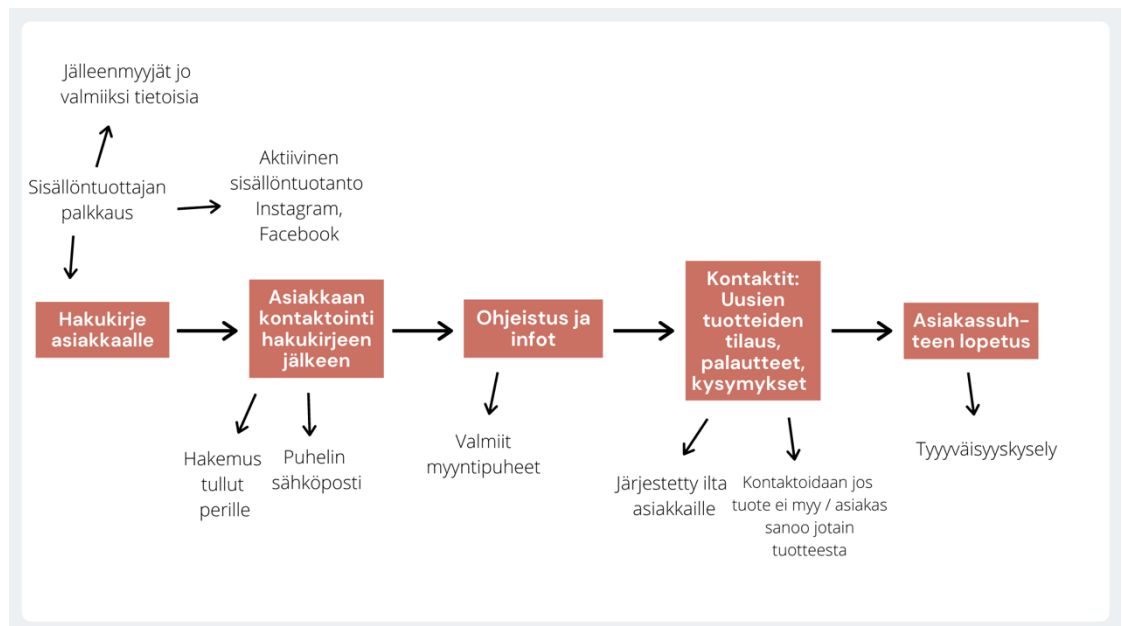 Jälleenmyyjät jo
valmiiksi tietoisia
Sisällöntuottajan
palkkaus
Aktiivinen
sisällöntuotanto
Instagram,
Facebook
Hakukirje
asiakkaalle
Asiakkaan
kontaktointi
hakukirjeen
jälkeen
Ohjeistus ja
infot
Kontaktit:
Uusien
tuotteiden
tilaus,
palautteet,
kysymykset
Asiakassuh-
teen lopetus
Hakemus
tullut
perille
Puhelin
sähköposti
Valmiit
myyntipuheet
Järjestetty ilta
asiakkaille
Kontaktoidaan jos
tuote ei myy / asiakas
sanoo jotain
tuotteesta
Tyyyväisyyskysely